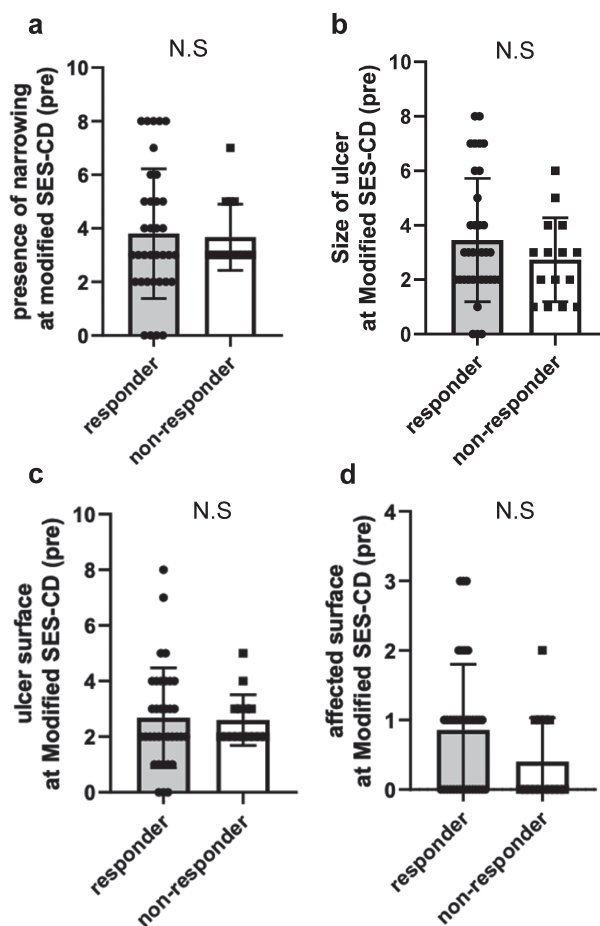 a
N.S
presence of narrowing
at modified SES-CD (pre)
10
8
6
4
2
0
responder
non-responder
b
N.S
Size of ulcer
at Modified SES-CD (pre)
10
8
6
4
2
0
responder
non-responder
c
N.S
ulcer surface
at Modified SES-CD (pre)
10
8
6
4
2
0
responder
non-responder
d
N.S
affected surface
at Modified SES-CD (pre)
4
3
2
1
0
responder
non-responder